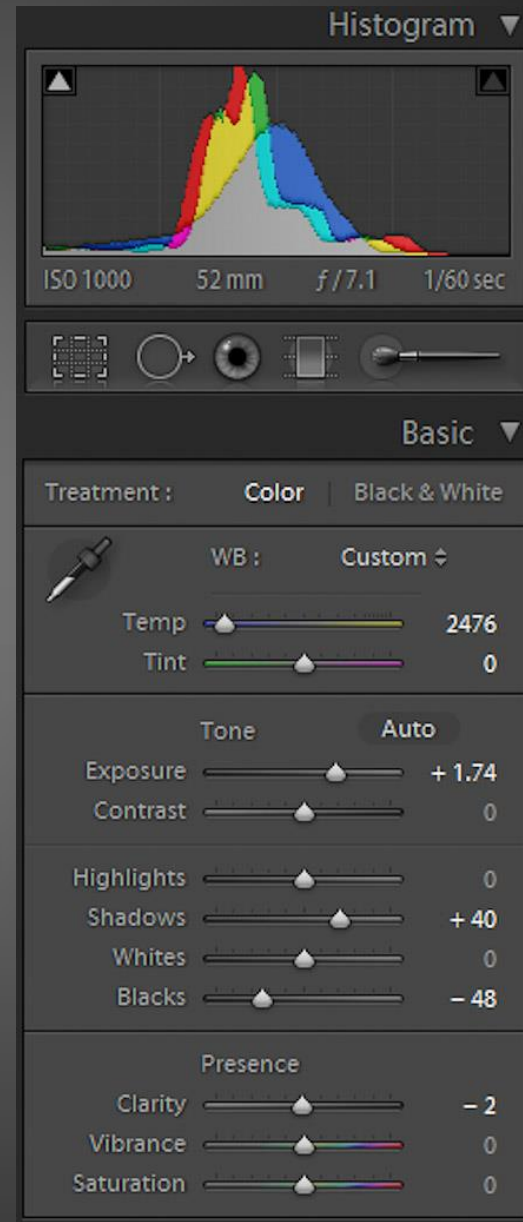 Histogram
ISO 1000 52 mm ƒ / 7.1 1/60 sec
Basic
Treatment : Color Black & White
WB : Custom
Temp 2476
Tint 0
Tone Auto
Exposure + 1.74
Contrast 0
Highlights 0
Shadows + 40
Whites 0
Blacks − 48
Presence
Clarity − 2
Vibrance 0
Saturation 0